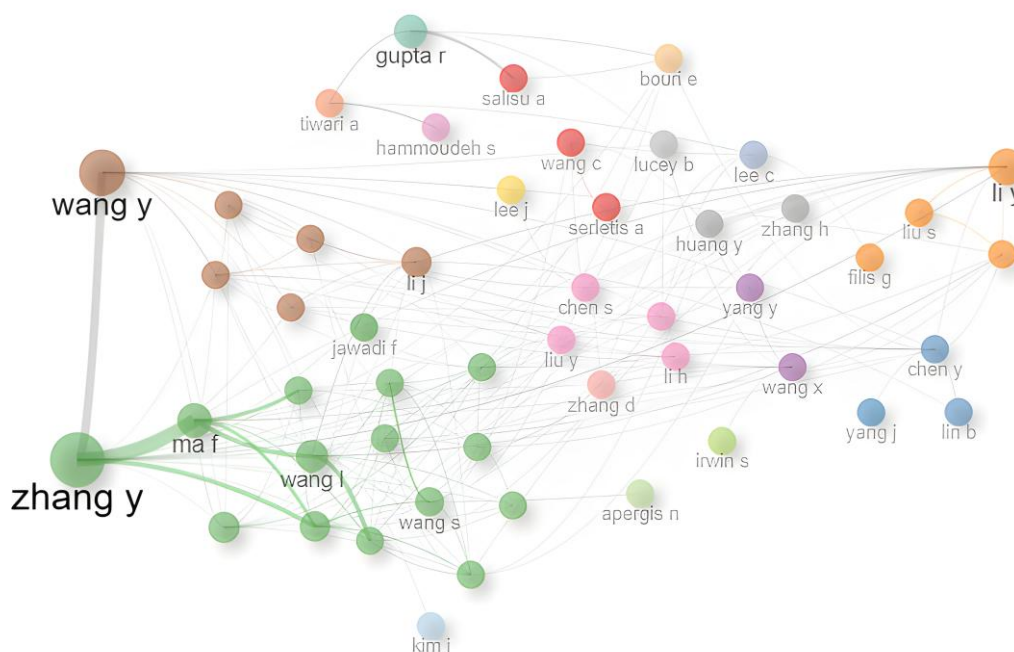 gupta r
bouri e
salisu a
tiwari a
hammoudeh s
wang c
lucey b
lee c
wang y
li y
lee j
serletis a
huang y
zhang h
liu s
filis g
li j
chen s
yang y
jawadi f
liu y
li h
chen y
wang x
zhang d
ma f
yang j
lin b
irwin s
wang l
zhang y
wang s
apergis n
kim j